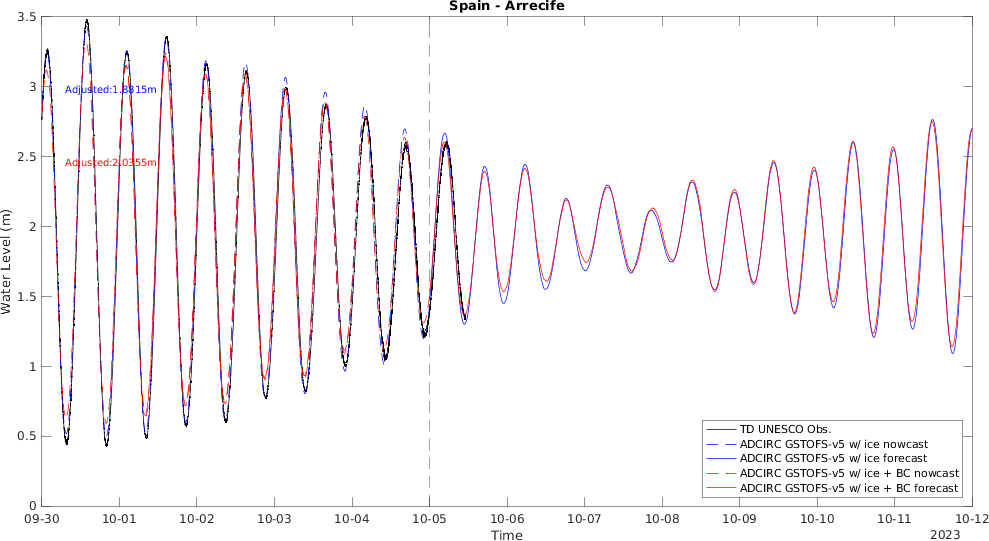 Spain - Arrecife
3.5
3
2.5
2
1.5
1
0.5
0
Water Level (m)
Adjusted:1.8815m
Adjusted:2.0355m
TD UNESCO Obs.
ADCIRC GSTOFS-v5 w/ ice nowcast
ADCIRC GSTOFS-v5 w/ ice forecast
ADCIRC GSTOFS-v5 w/ ice + BC nowcast
ADCIRC GSTOFS-v5 w/ ice + BC forecast
09-30 10-01 10-02 10-03 10-04 10-05 10-06 10-07 10-08 10-09 10-10 10-11 10-12
Time
2023